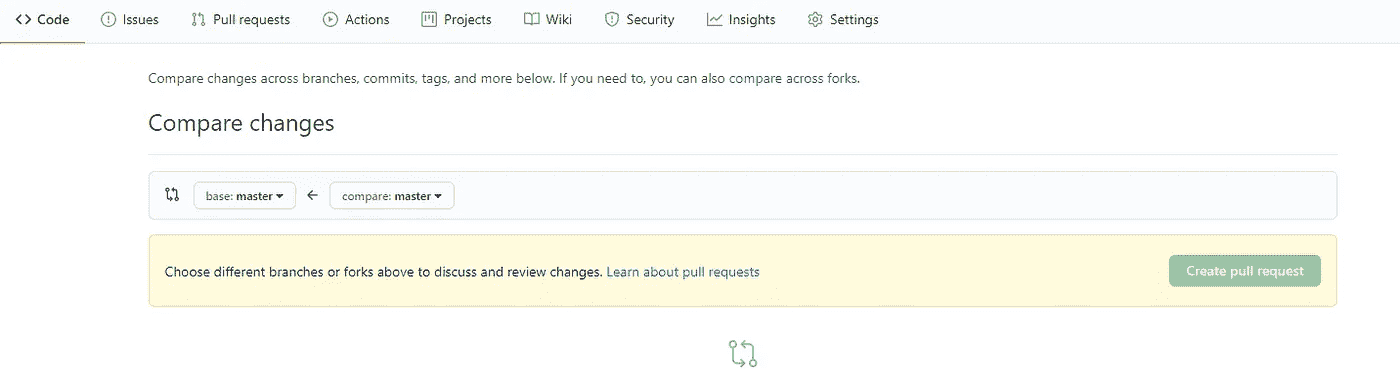 Code Issues Pull requests Actions Projects Wiki Security Insights Settings
Compare changes across branches, commits, tags, and more below. If you need to, you can also compare across forks.
Compare changes
base: master compare: master
Choose different branches or forks above to discuss and review changes. Learn about pull requests Create pull request